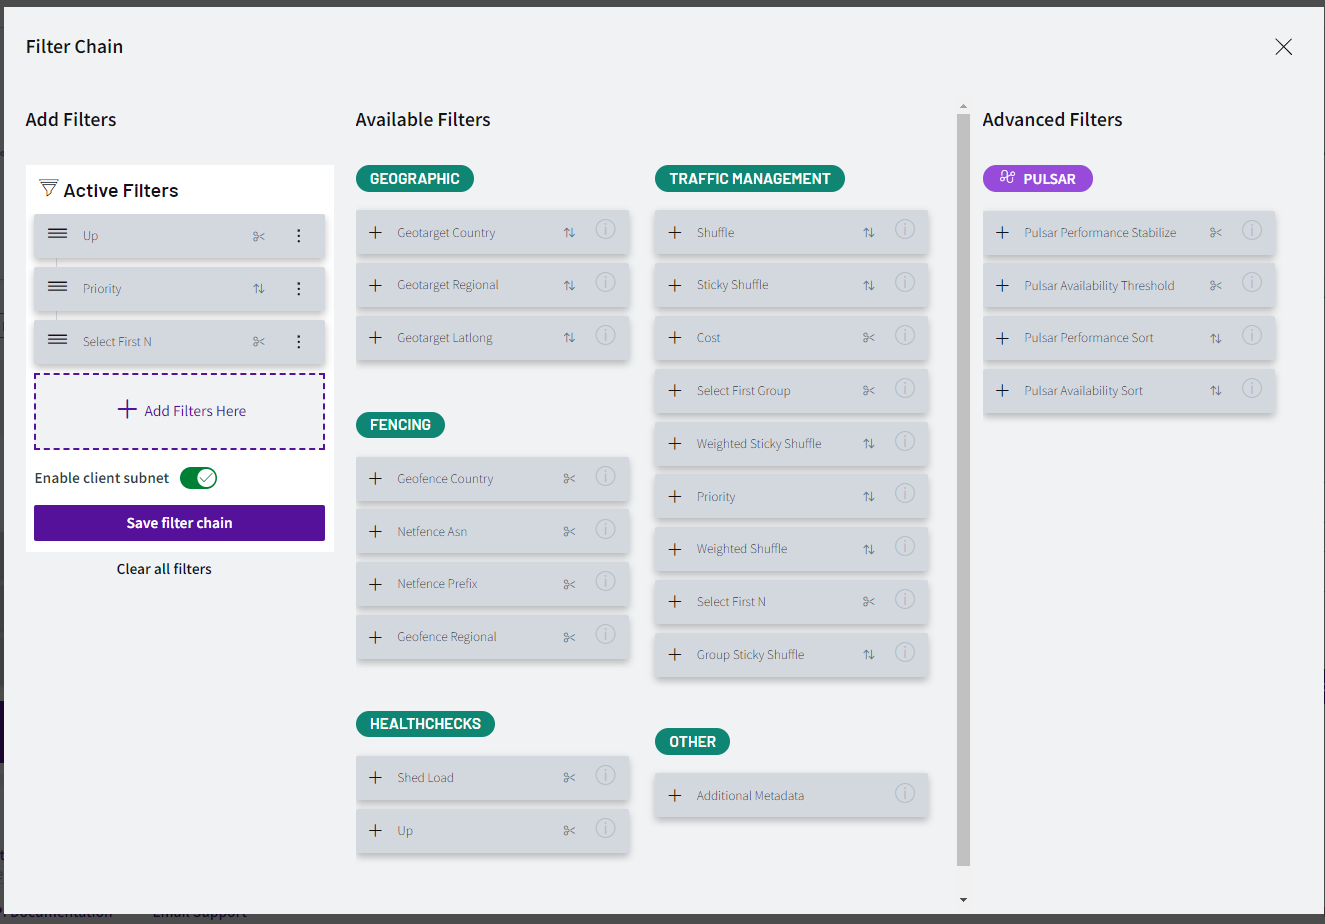 Filter Chain
Add Filters
Active Filters
Up
Priority
Select First N
Add Filters Here
Enable client subnet
Save filter chain
Clear all filters
Available Filters
GEOGRAPHIC
Geotarget Country
Geotarget Regional
Geotarget Latlong
FENCING
Geofence Country
Netfence Asn
Netfence Prefix
Geofence Regional
HEALTHCHECKS
Shed Load
Up
TRAFFIC MANAGEMENT
Shuffle
Sticky Shuffle
Cost
Select First Group
Weighted Sticky Shuffle
Priority
Weighted Shuffle
Select First N
Group Sticky Shuffle
OTHER
Additional Metadata
Advanced Filters
PULSAR
Pulsar Performance Stabilize
Pulsar Availability Threshold
Pulsar Performance Sort
Pulsar Availability Sort
Documentation
Email Support